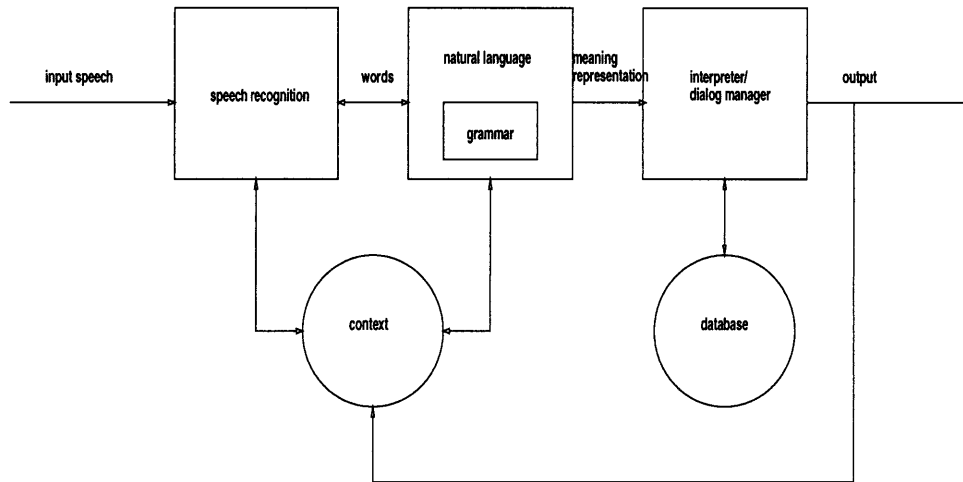 input speech
speech recognition
words
natural language
grammar
meaning
representation
interpreter/
dialog manager
output
context
database